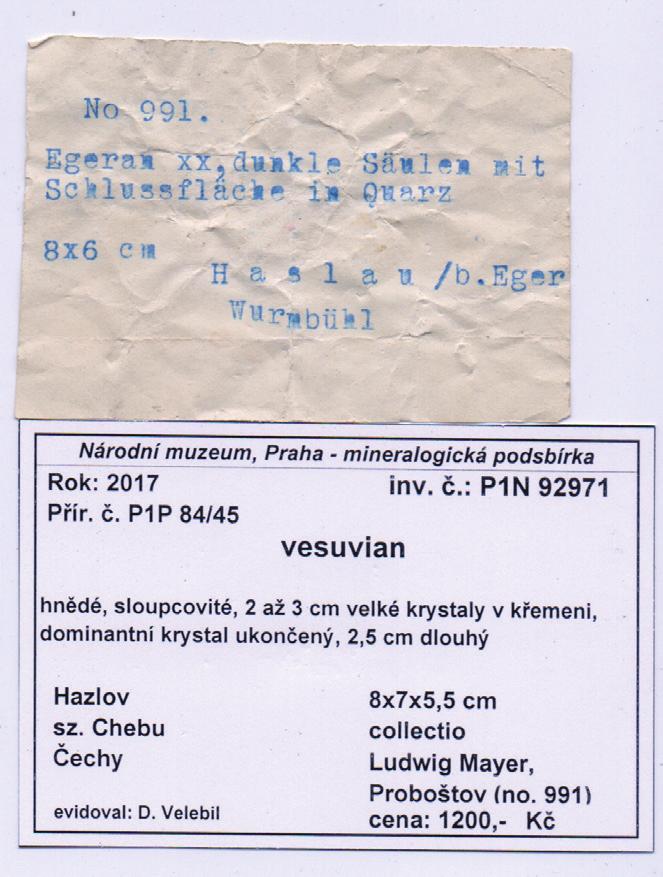 No 991.
Egeran xx, dunkle Säulen mit
Schlussfläche in Quarz
8x6 cm
H a s l a u /b.Eger
Wurmbühl
Národní muzeum, Praha - mineralogická podsbírka
Rok: 2017 inv. č.: P1N 92971
Přír. č. P1P 84/45
vesuvian
hnědé, sloupcovité, 2 až 3 cm velké krystaly v křemeni,
dominantní krystal ukončený, 2,5 cm dlouhý
Hazlov 8x7x5,5 cm
sz. Chebu collectio
Čechy Ludwig Mayer,
Proboštov (no. 991)
evidoval: D. Velebil cena: 1200,- Kč